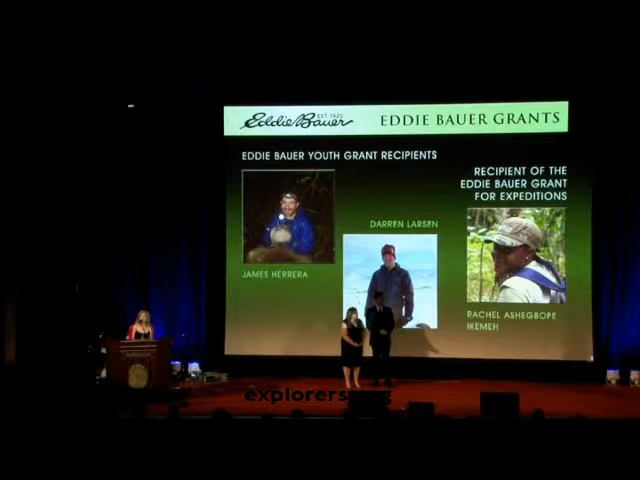 Eddie Bauer EST. 1920
EDDIE BAUER GRANTS
EDDIE BAUER YOUTH GRANT RECIPIENTS
RECIPIENT OF THE
EDDIE BAUER GRANT
FOR EXPEDITIONS
DARREN LARSEN
JAMES HERRERA
RACHEL ASHEGBOFE
IKEMEH
explorers